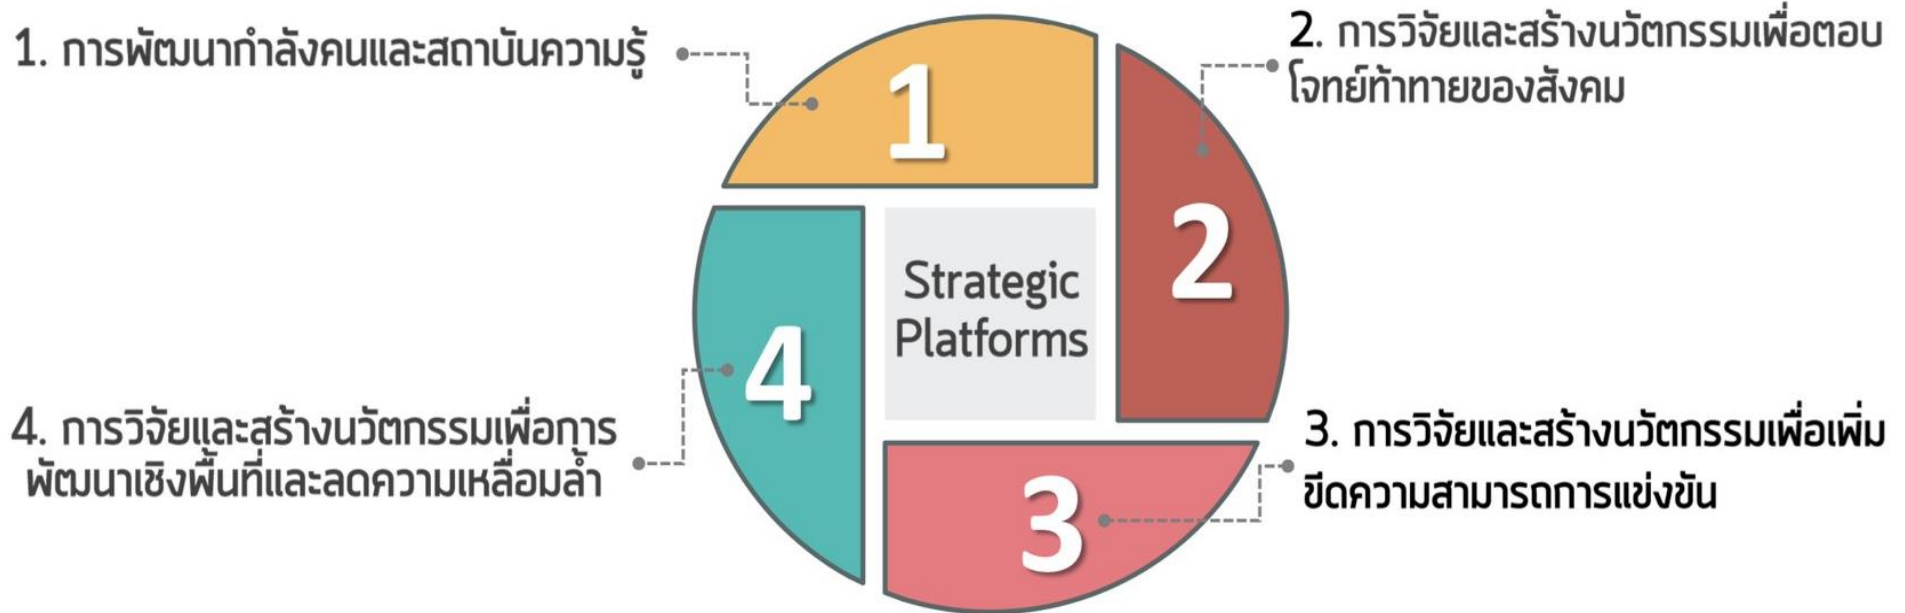 1. การพัฒนากำลังคนและสถาบันความรู้
2. การวิจัยและสร้างนวัตกรรมเพื่อตอบ
โจทย์ท้าทายของสังคม
1
2
Strategic
Platforms
4
3
4. การวิจัยและสร้างนวัตกรรมเพื่อการ
พัฒนาเชิงพื้นที่และลดความเหลื่อมล้ำ
3. การวิจัยและสร้างนวัตกรรมเพื่อเพิ่ม
ขีดความสามารถการแข่งขัน